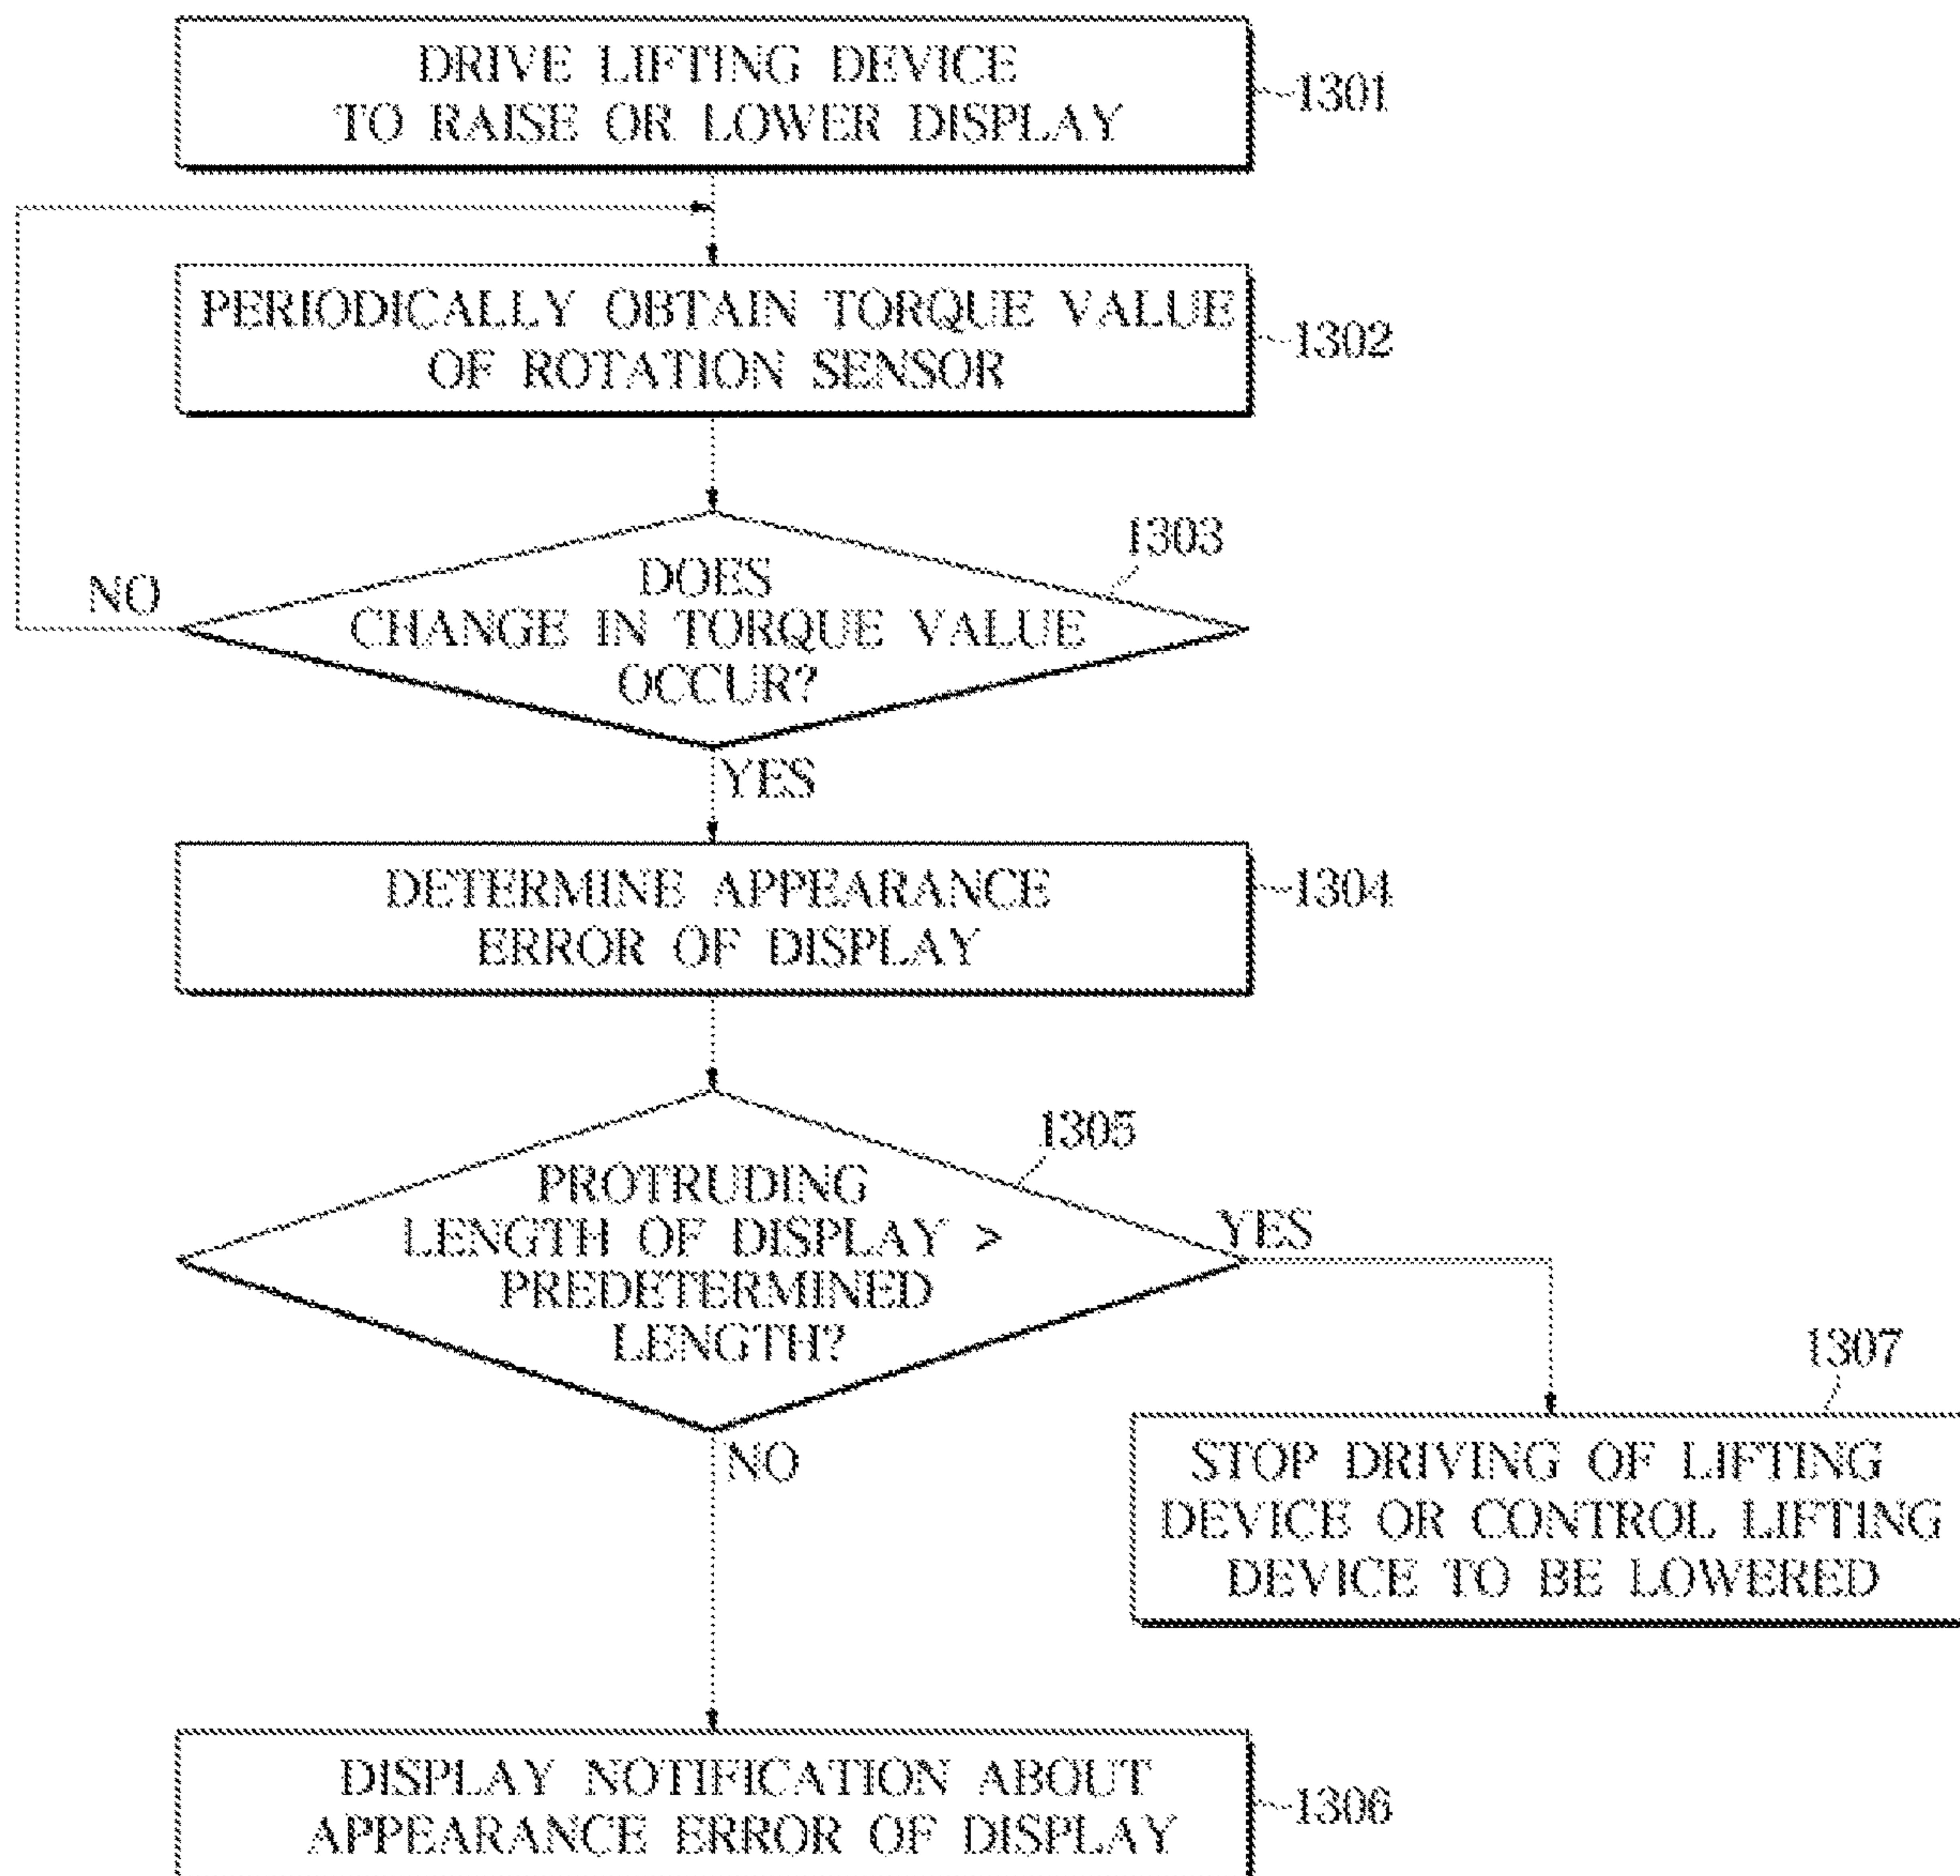 DRIVE LIFTING DEVICE
TO RAISE OR LOWER DISPLAY
1301
PERIODICALLY OBTAIN TORQUE VALUE
OF ROTATION SENSOR
1302
1303
DOES
CHANGE IN TORQUE VALUE
OCCUR?
NO
YES
DETERMINE APPEARANCE
ERROR OF DISPLAY
1304
1305
PROTRUDING
LENGTH OF DISPLAY >
PREDETERMINED
LENGTH?
YES
NO
1307
STOP DRIVING OF LIFTING
DEVICE OR CONTROL LIFTING
DEVICE TO BE LOWERED
DISPLAY NOTIFICATION ABOUT
APPEARANCE ERROR OF DISPLAY
1306